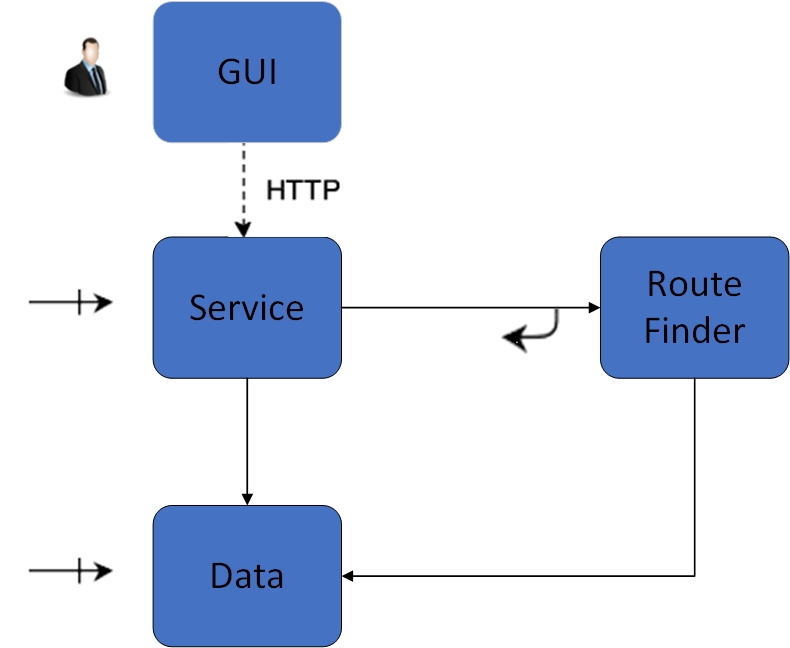 GUI
HTTP
Service
Route
Finder
Data